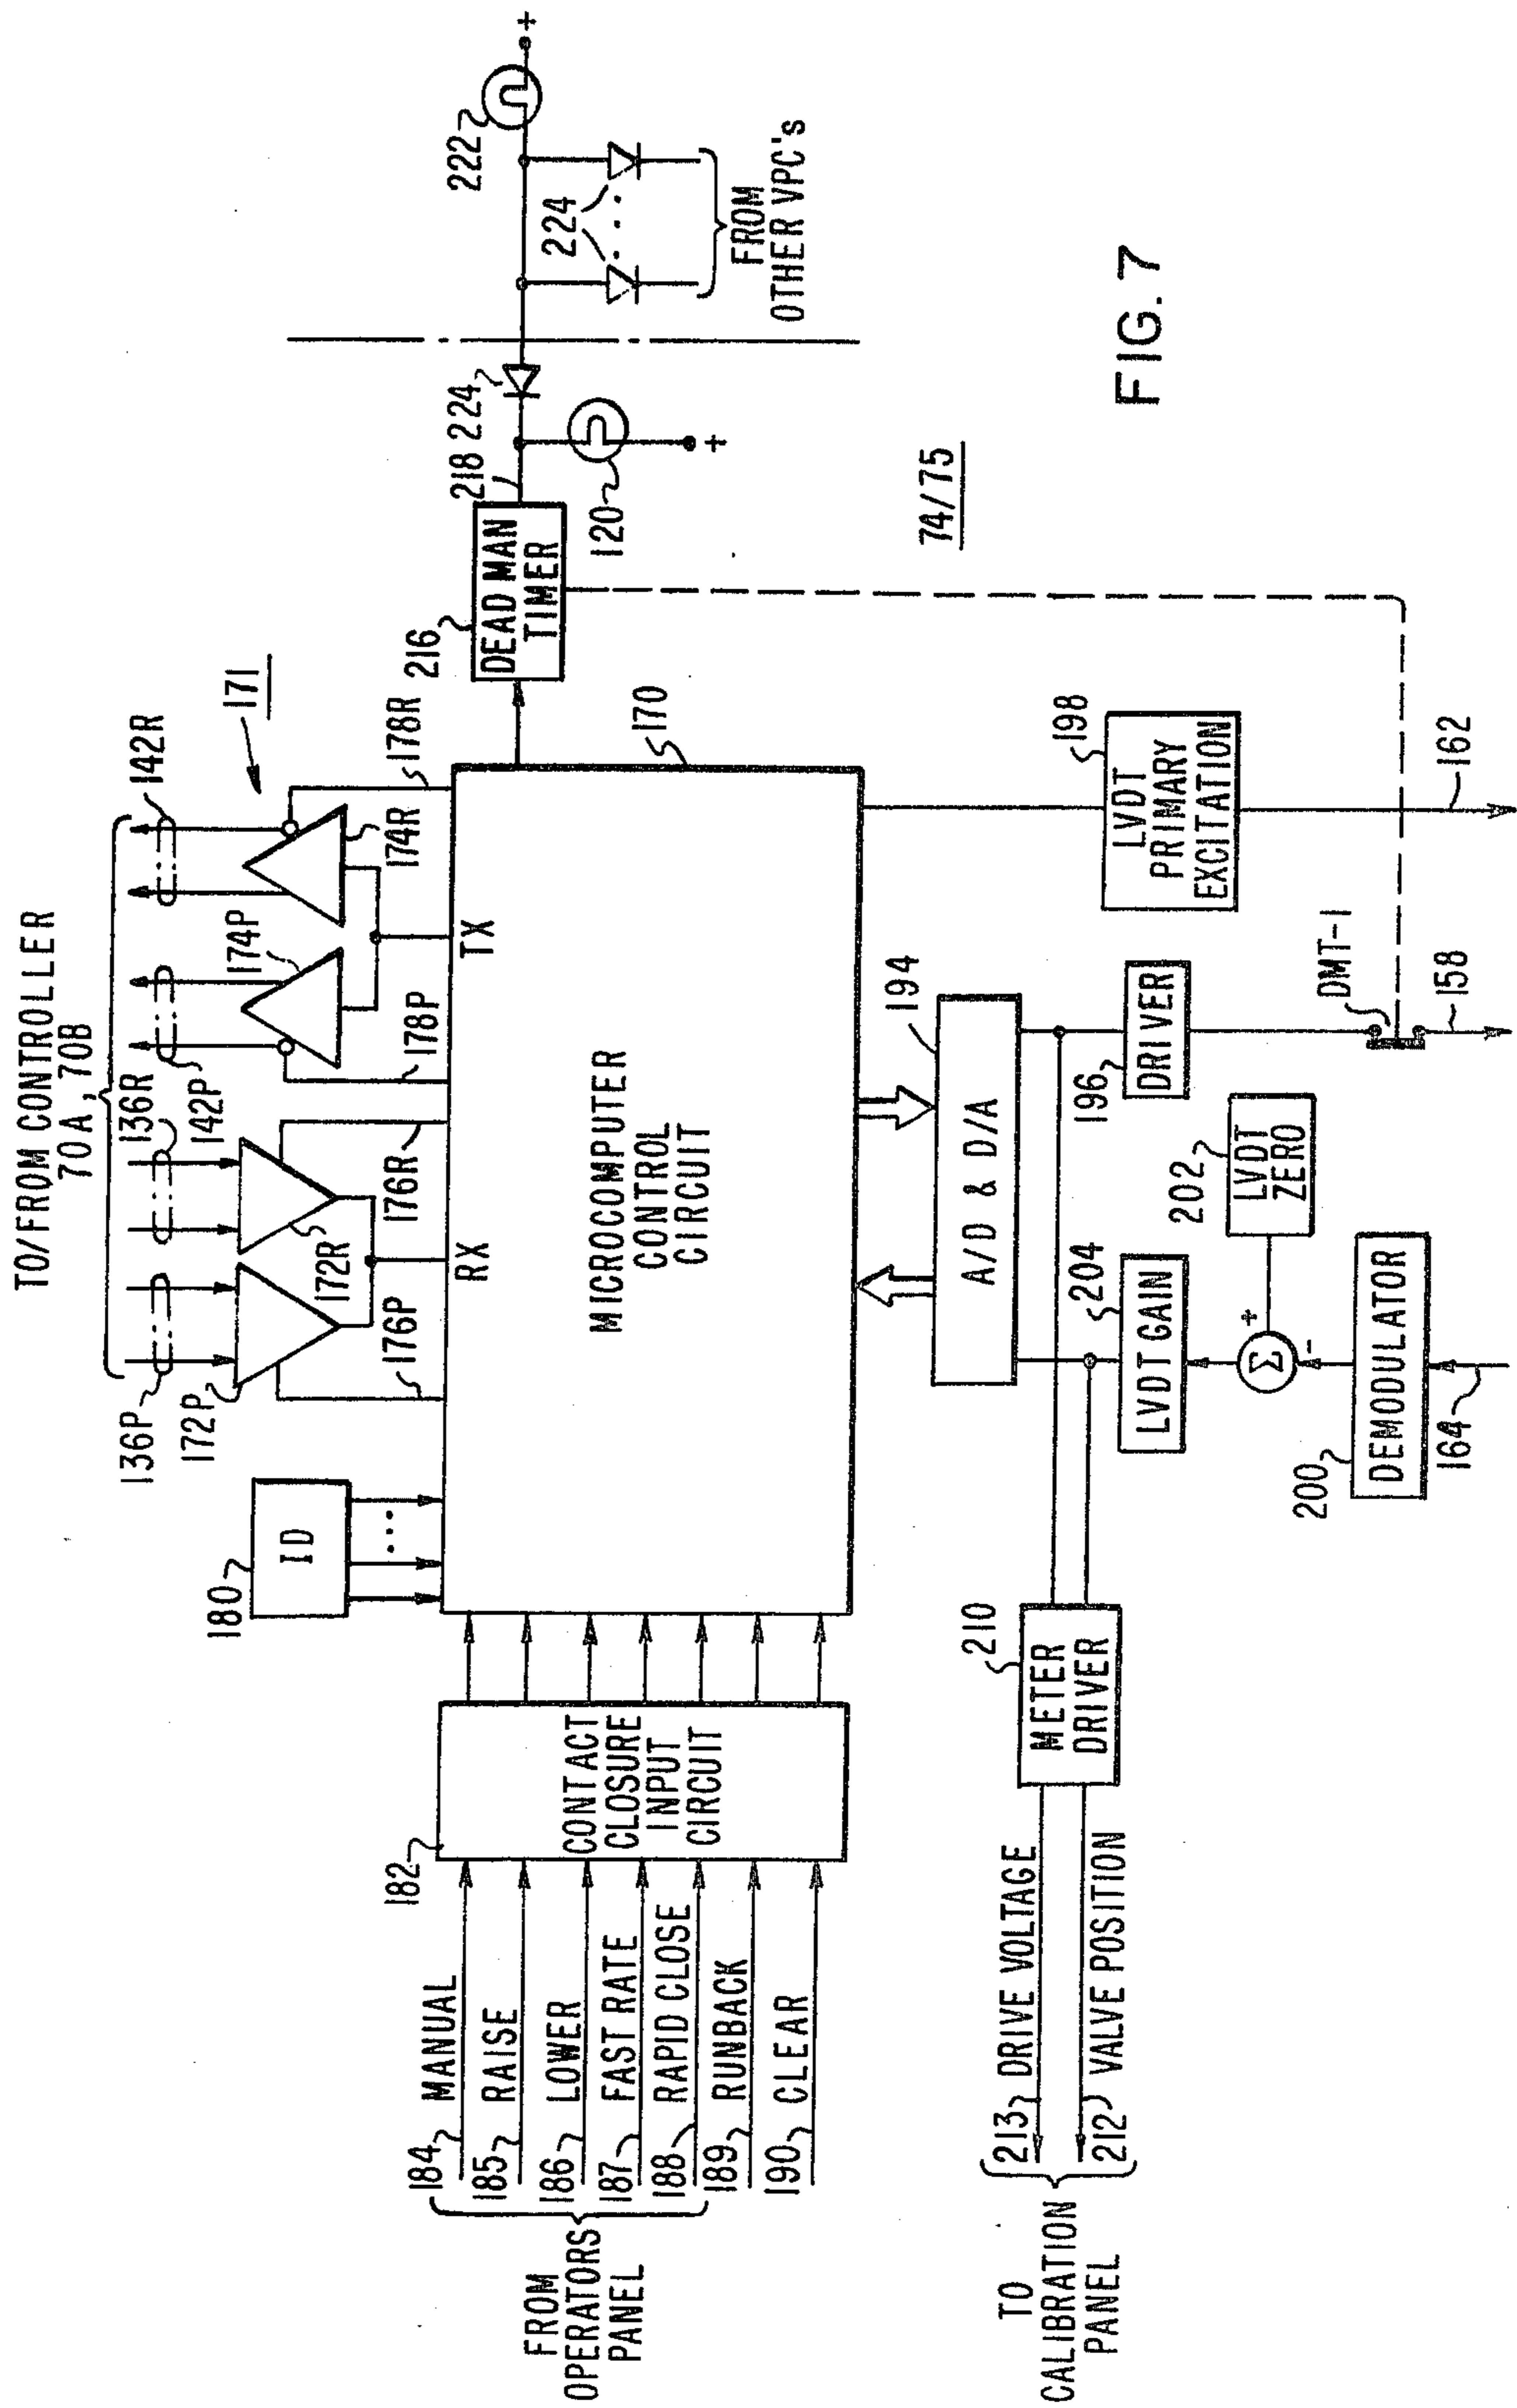 TO/FROM CONTROLLER
70A, 70B
136P
172P
136R
142P
172R
176P
176R
178P
174P
142R
174R
178R
171
180
ID
RX
TX
MICROCOMPUTER
CONTROL
CIRCUIT
170
216
DEAD MAN
TIMER
218
224
120
+
222
+
224
FROM
OTHER VPC's
182
CONTACT
CLOSURE
INPUT
CIRCUIT
184
MANUAL
185
RAISE
186
LOWER
187
FAST RATE
188
RAPID CLOSE
189
RUNBACK
190
CLEAR
FROM
OPERATORS
PANEL
194
A/D & D/A
196
DRIVER
198
LVDT
PRIMARY
EXCITATION
162
DMT-1
158
202
LVDT
ZERO
204
LVDT GAIN
+
Σ
-
200
DEMODULATOR
164
210
METER
DRIVER
213
DRIVE VOLTAGE
212
VALVE POSITION
TO
CALIBRATION
PANEL
74/75
FIG. 7